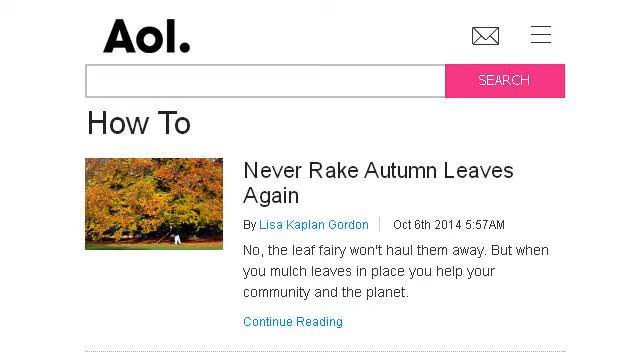 Aol.
SEARCH
How To
Never Rake Autumn Leaves
Again
By Lisa Kaplan Gordon | Oct 6th 2014 5:57AM
No, the leaf fairy won't haul them away. But when
you mulch leaves in place you help your
community and the planet.
Continue Reading